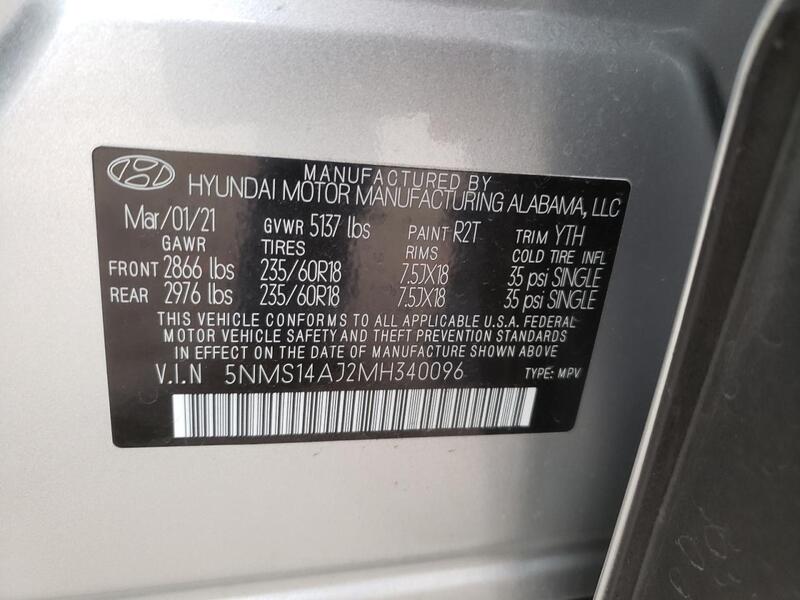 MANUFACTURED BY
HYUNDAI MOTOR MANUFACTURING ALABAMA, LLC
Mar/01/21 GVWR 5137 lbs PAINT R2T TRIM YTH
GAWR TIRES RIMS COLD TIRE INFL
FRONT 2866 lbs 235/60R18 7.5JX18 35 psi SINGLE
REAR 2976 lbs 235/60R18 7.5JX18 35 psi SINGLE
THIS VEHICLE CONFORMS TO ALL APPLICABLE U.S.A. FEDERAL
MOTOR VEHICLE SAFETY AND THEFT PREVENTION STANDARDS
IN EFFECT ON THE DATE OF MANUFACTURE SHOWN ABOVE.
V.I.N 5NMS14AJ2MH340096 TYPE: MPV